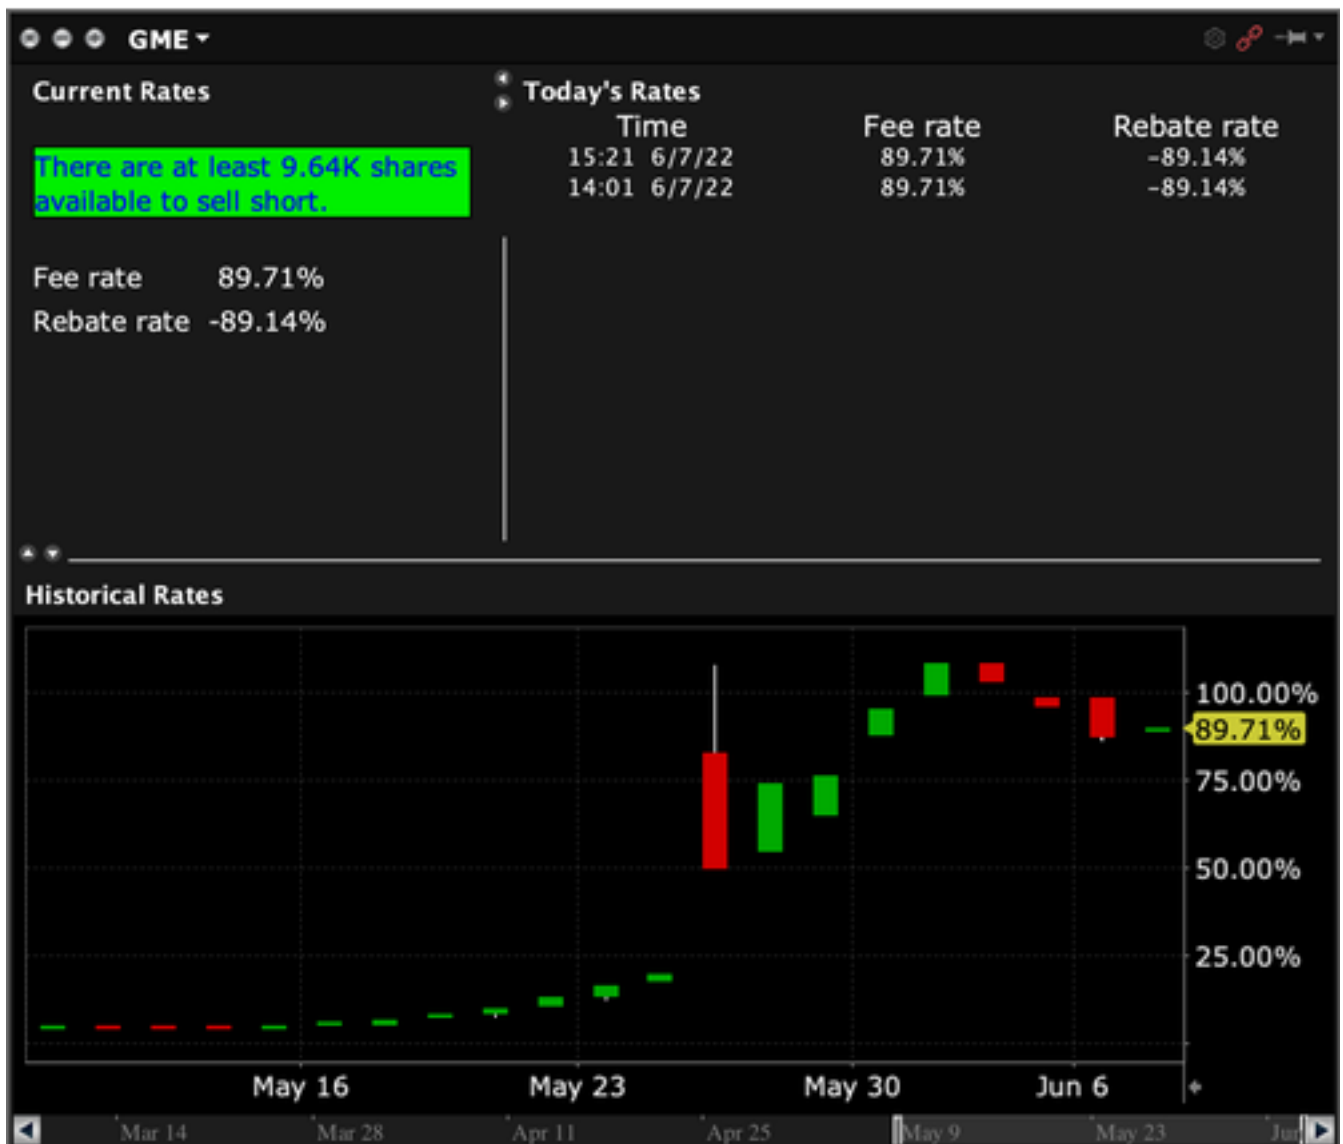 GME
Current Rates
There are at least 9.64K shares
available to sell short.
Fee rate 89.71%
Rebate rate -89.14%
Today's Rates
Time Fee rate Rebate rate
15:21 6/7/22 89.71% -89.14%
14:01 6/7/22 89.71% -89.14%
Historical Rates
100.00%
89.71%
75.00%
50.00%
25.00%
May 16 May 23 May 30 Jun 6
Mar 14 Mar 28 Apr 11 Apr 25 May 9 May 23